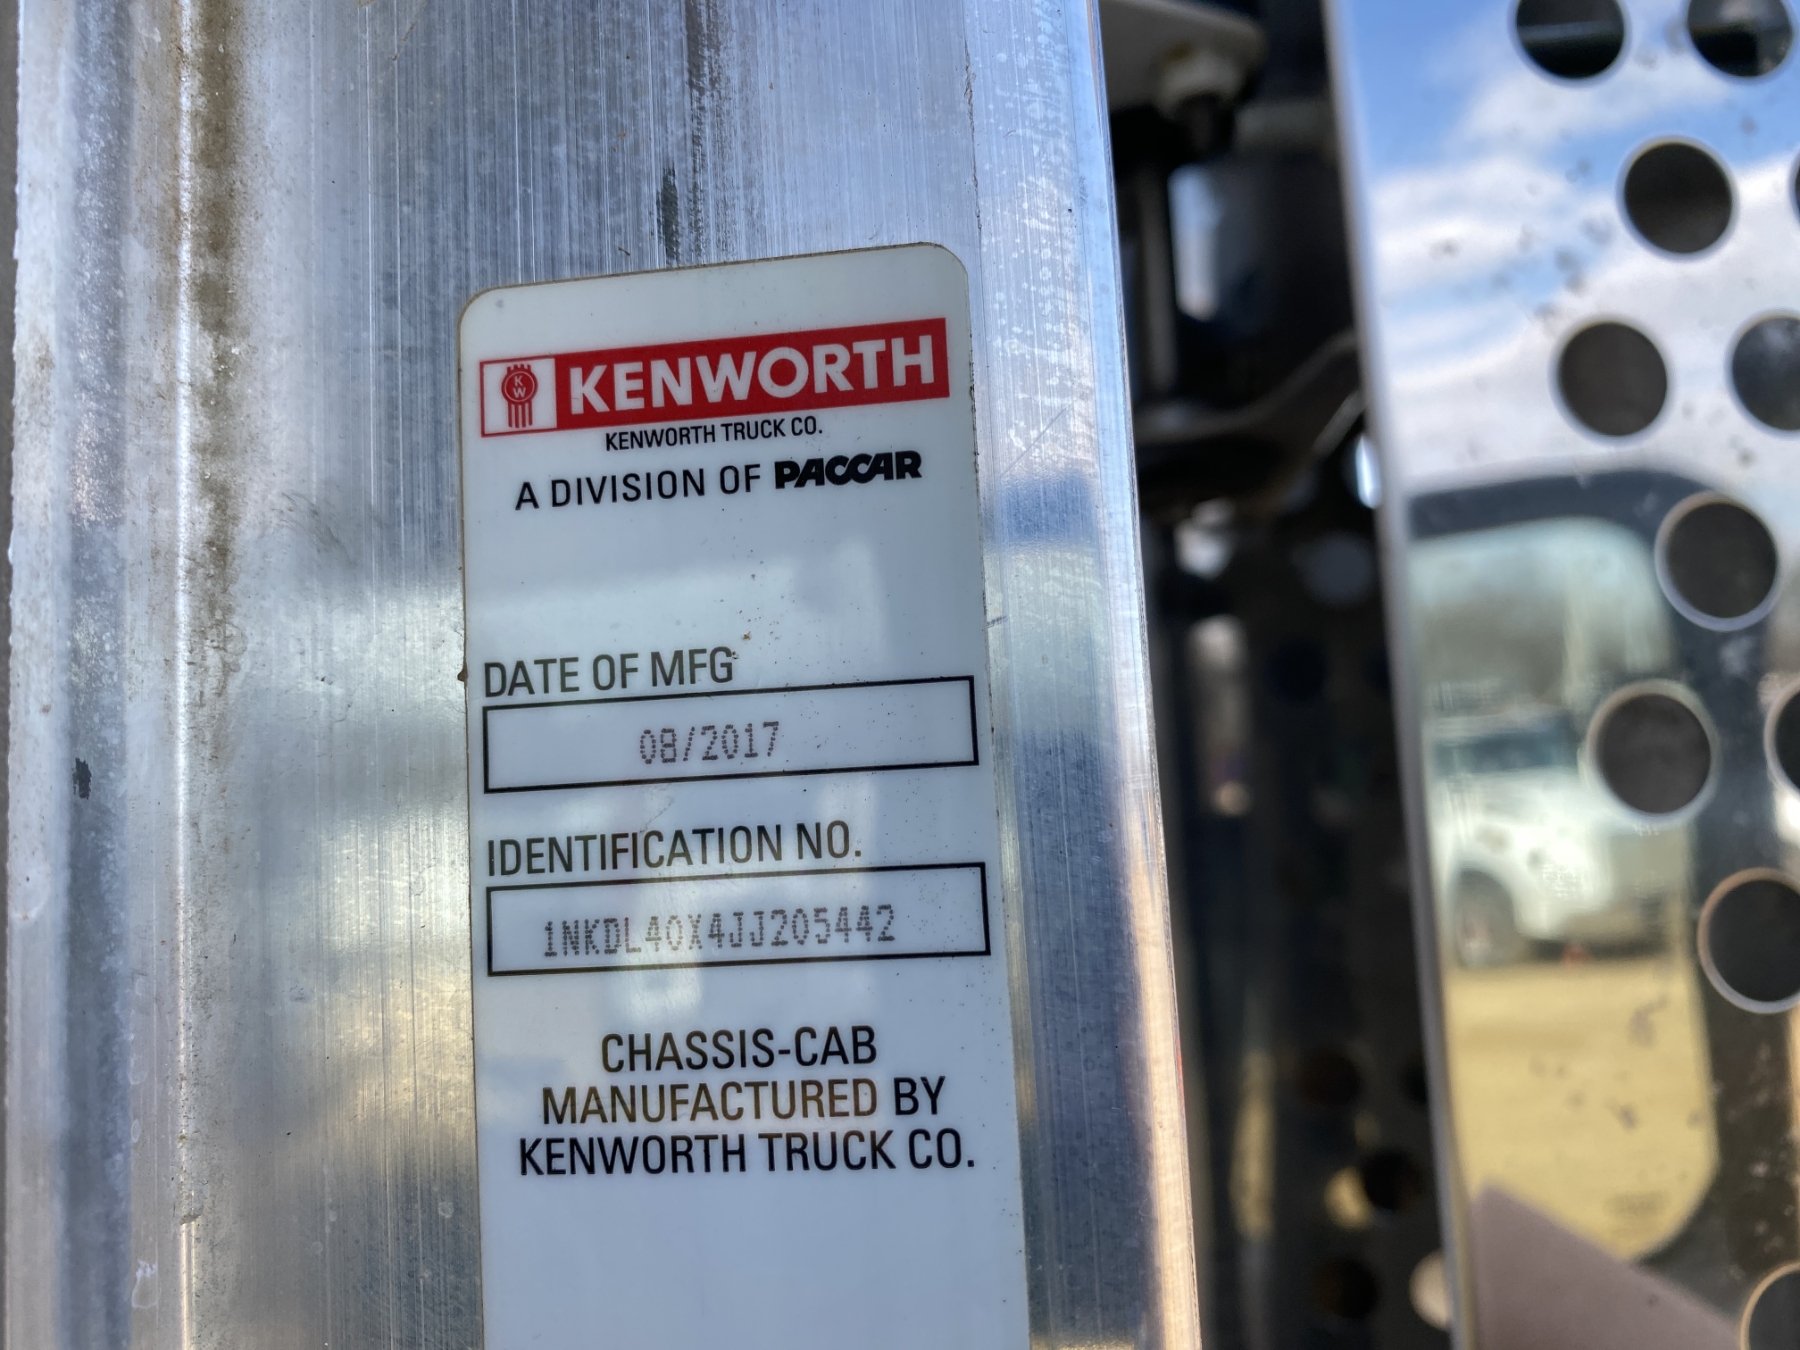 KW KENWORTH
KENWORTH TRUCK CO.
A DIVISION OF PACCAR
DATE OF MFG
08/2017
IDENTIFICATION NO.
1NKDL40X4JJ205442
CHASSIS-CAB
MANUFACTURED BY
KENWORTH TRUCK CO.